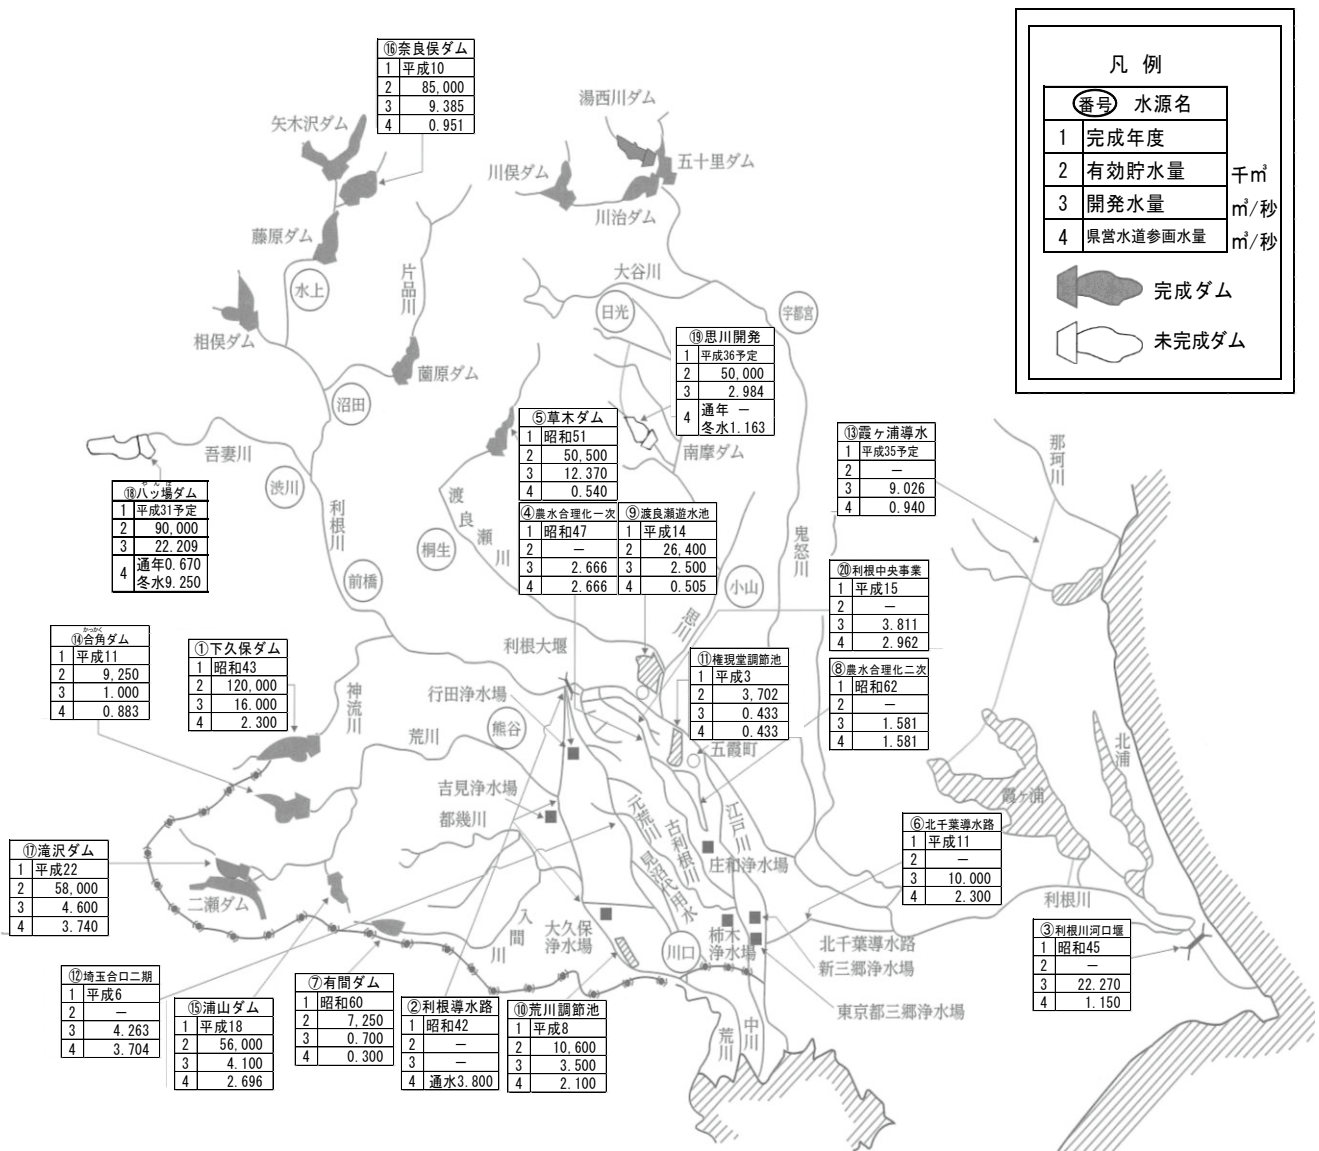 凡 例
番号 水源名
1 完成年度
2 有効貯水量 千㎥
3 開発水量 ㎥/秒
4 県営水道参画水量 ㎥/秒
完成ダム
未完成ダム
⑯奈良俣ダム
1 平成10
2 85,000
3 9.385
4 0.951
矢木沢ダム
湯西川ダム
五十里ダム
川俣ダム
川治ダム
藤原ダム
水上
片品川
大谷川
日光
宇都宮
相俣ダム
薗原ダム
沼田
⑲思川開発
1 平成36予定
2 50,000
3 2.984
4 通年 －
冬水1.163
南摩ダム
⑤草木ダム
1 昭和51
2 50,500
3 12.370
4 0.540
⑬霞ヶ浦導水
1 平成35予定
2 －
3 9.026
4 0.940
那珂川
吾妻川
渋川
利根川
やんば
⑱八ッ場ダム
1 平成31予定
2 90,000
3 22.209
4 通年0.670
冬水9.250
渡良瀬川
桐生
鬼怒川
④農水合理化一次
1 昭和47
2 －
3 2.666
4 2.666
⑨渡良瀬遊水池
1 平成14
2 26,400
3 2.500
4 0.505
前橋
小山
思川
⑳利根中央事業
1 平成15
2 －
3 3.811
4 2.962
かっかく
⑭合角ダム
1 平成11
2 9,250
3 1.000
4 0.883
①下久保ダム
1 昭和43
2 120,000
3 16.000
4 2.300
利根大堰
⑪権現堂調節池
1 平成3
2 3,702
3 0.433
4 0.433
⑧農水合理化二次
1 昭和62
2 －
3 1.581
4 1.581
神流川
行田浄水場
荒川
熊谷
五霞町
北浦
霞ヶ浦
吉見浄水場
都幾川
元荒川
古利根川
見沼代用水
江戸川
庄和浄水場
⑥北千葉導水路
1 平成11
2 －
3 10.000
4 2.300
⑰滝沢ダム
1 平成22
2 58,000
3 4.600
4 3.740
二瀬ダム
入間川
大久保
浄水場
川口
柿木
浄水場
北千葉導水路
新三郷浄水場
東京都三郷浄水場
利根川
③利根川河口堰
1 昭和45
2 －
3 22.270
4 1.150
⑫埼玉合口二期
1 平成6
2 －
3 4.263
4 3.704
⑮浦山ダム
1 平成18
2 56,000
3 4.100
4 2.696
⑦有間ダム
1 昭和60
2 7,250
3 0.700
4 0.300
②利根導水路
1 昭和42
2 －
3 －
4 通水3.800
⑩荒川調節池
1 平成8
2 10,600
3 3.500
4 2.100
荒川
中川